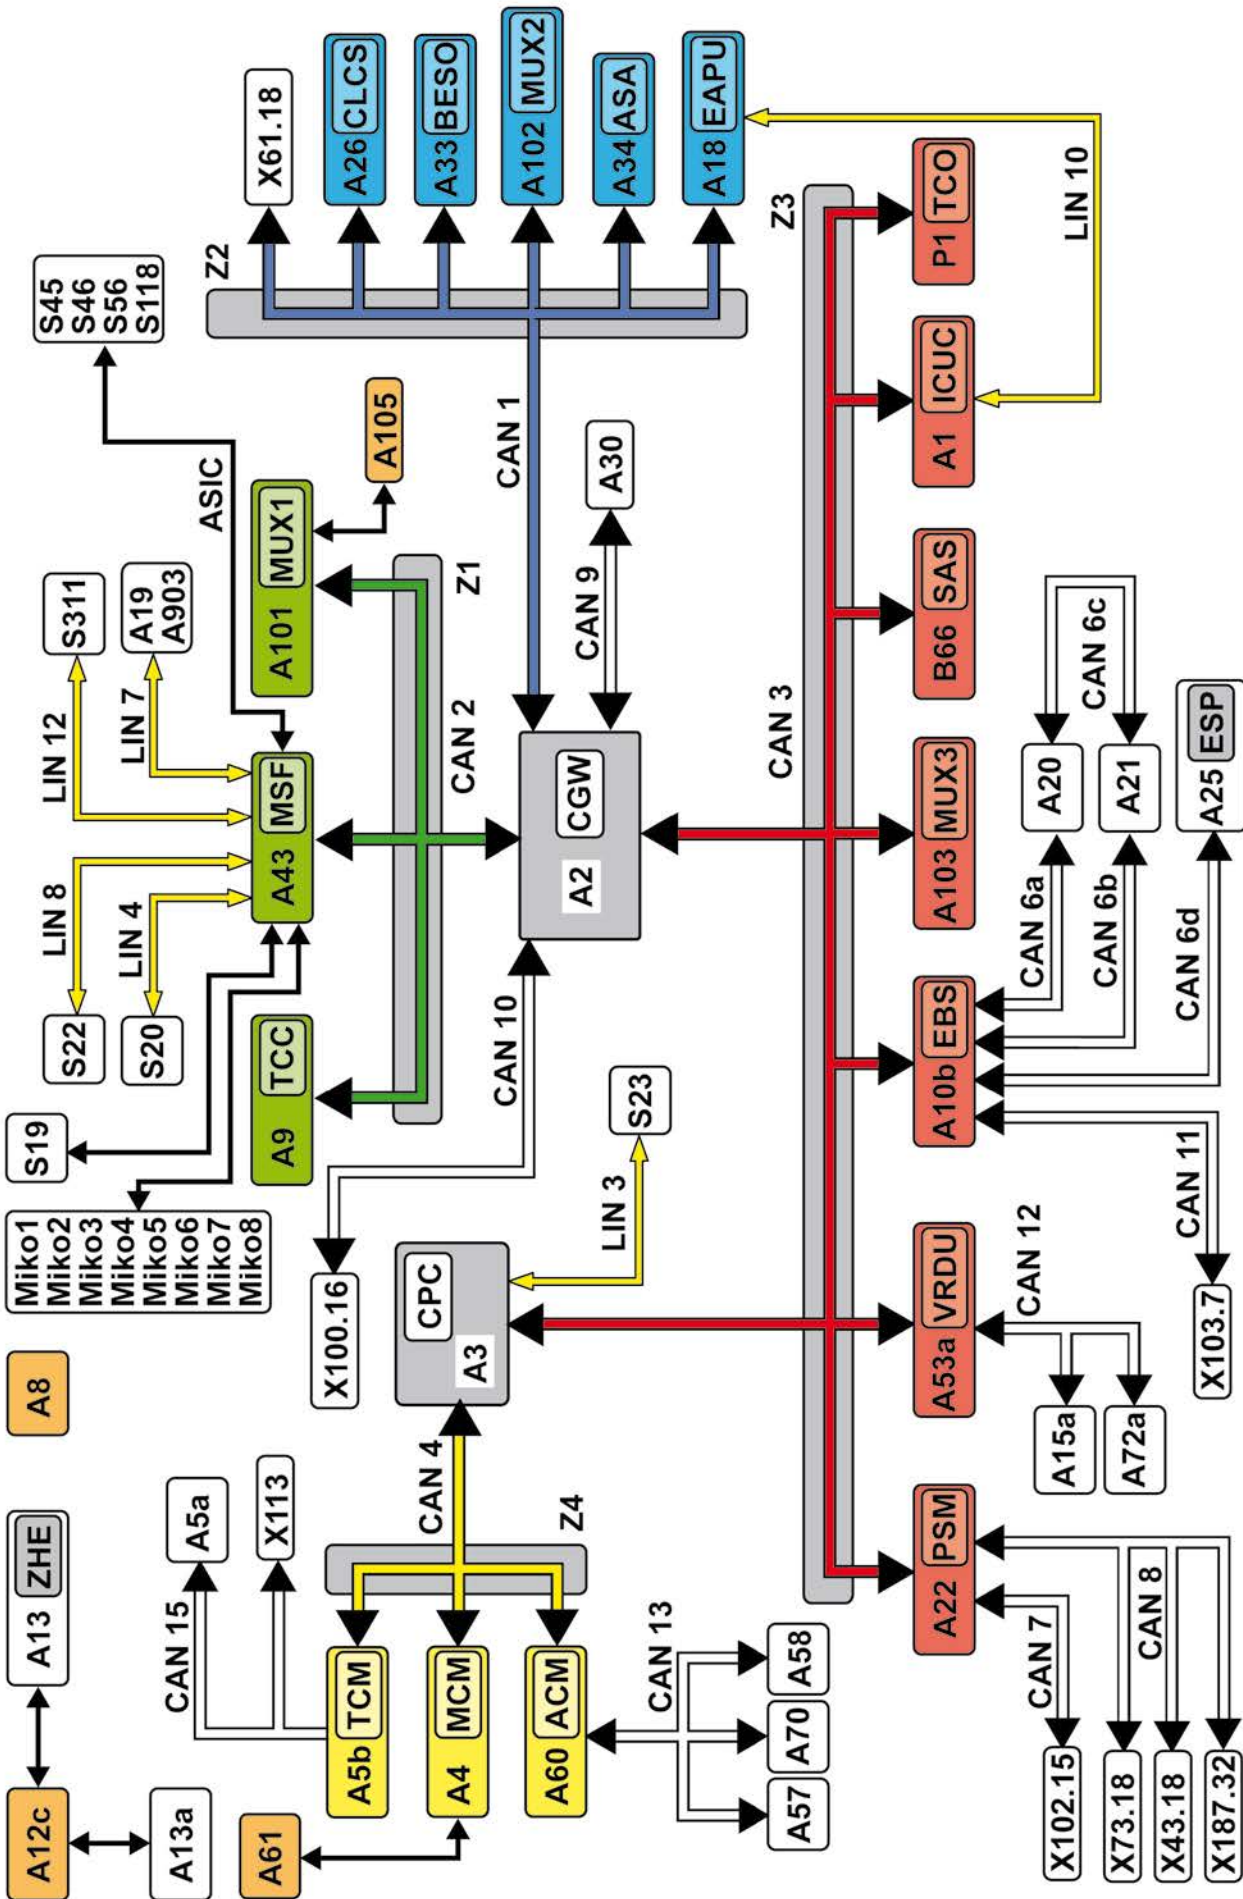 A12c
A13 ZHE
A8
Miko1
Miko2
Miko3
Miko4
Miko5
Miko6
Miko7
Miko8
S19
S22
LIN 8
LIN 12
S311
S45
S46
S56
S118
X61.18
A13a
S20
LIN 4
LIN 7
A19
A903
ASIC
Z2
A26 CLCS
A61
CAN 15
A5a
X113
A9 TCC
A43 MSF
A101 MUX1
A105
A33 BESO
A5b TCM
CAN 4
X100.16
CAN 2
Z1
CAN 1
A102 MUX2
A4 MCM
A3 CPC
CAN 10
A34 ASA
A60 ACM
Z4
LIN 3
S23
A2 CGW
CAN 9
A30
A18 EAPU
CAN 13
A57
A70
A58
CAN 3
Z3
A22 PSM
A53a VRDU
A10b EBS
A103 MUX3
B66 SAS
A1 ICUC
P1 TCO
X102.15
CAN 7
A15a
CAN 12
CAN 6a
A20
LIN 10
X73.18
A72a
CAN 6b
A21
CAN 6c
X43.18
CAN 8
CAN 11
CAN 6d
A25 ESP
X187.32
X103.7